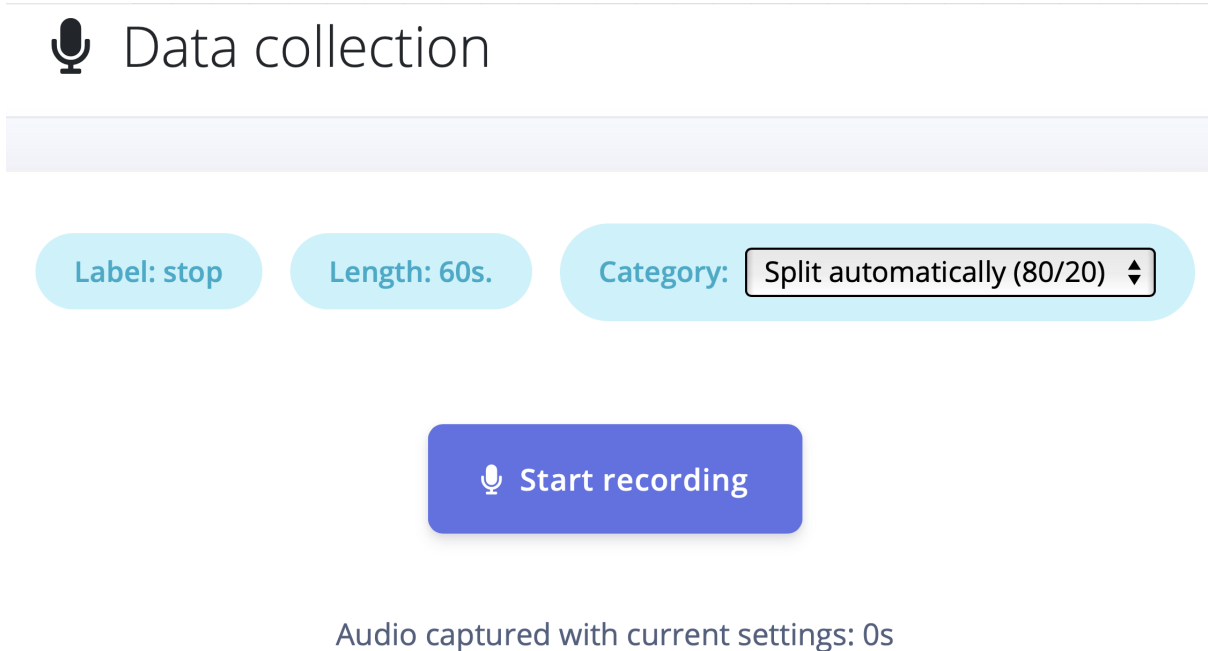 Data collection
Label: stop
Length: 60s.
Category:
Split automatically (80/20)
Start recording
Audio captured with current settings: 0s